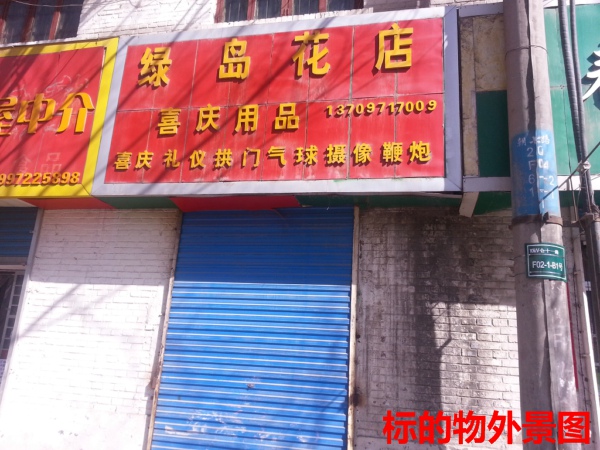 绿岛花店
喜庆用品 13709717009
喜庆礼仪拱门气球摄像鞭炮
中介
F02-1-81号
标的物外景图